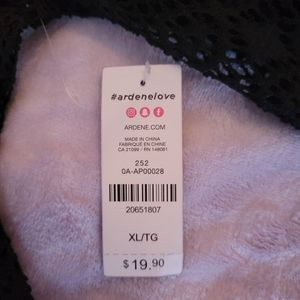 #ardenelove
ARDENE.COM
MADE IN CHINA
FABRIQUÉ EN CHINE
CA 21099 / RN 148061
252
0A-AP00028
20651807
XL/TG
$19.90